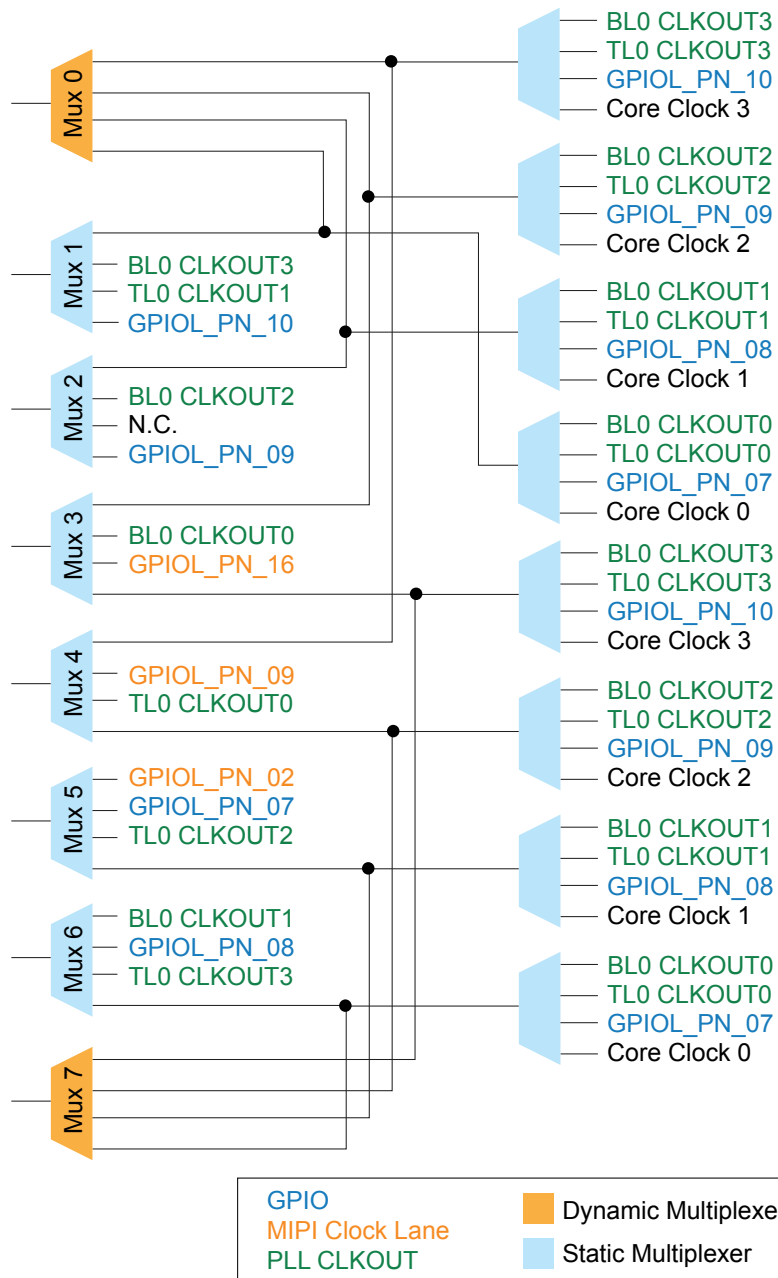 Mux 0
BL0 CLKOUT3
TL0 CLKOUT3
GPIOL_PN_10
Core Clock 3
BL0 CLKOUT2
TL0 CLKOUT2
GPIOL_PN_09
Core Clock 2
Mux 1
BL0 CLKOUT3
TL0 CLKOUT1
GPIOL_PN_10
BL0 CLKOUT1
TL0 CLKOUT1
GPIOL_PN_08
Core Clock 1
Mux 2
BL0 CLKOUT2
N.C.
GPIOL_PN_09
BL0 CLKOUT0
TL0 CLKOUT0
GPIOL_PN_07
Core Clock 0
Mux 3
BL0 CLKOUT0
GPIOL_PN_16
BL0 CLKOUT3
TL0 CLKOUT3
GPIOL_PN_10
Core Clock 3
Mux 4
GPIOL_PN_09
TL0 CLKOUT0
BL0 CLKOUT2
TL0 CLKOUT2
GPIOL_PN_09
Core Clock 2
Mux 5
GPIOL_PN_02
GPIOL_PN_07
TL0 CLKOUT2
BL0 CLKOUT1
TL0 CLKOUT1
GPIOL_PN_08
Core Clock 1
Mux 6
BL0 CLKOUT1
GPIOL_PN_08
TL0 CLKOUT3
BL0 CLKOUT0
TL0 CLKOUT0
GPIOL_PN_07
Core Clock 0
Mux 7
GPIO
MIPI Clock Lane
PLL CLKOUT
Dynamic Multiplexe
Static Multiplexer